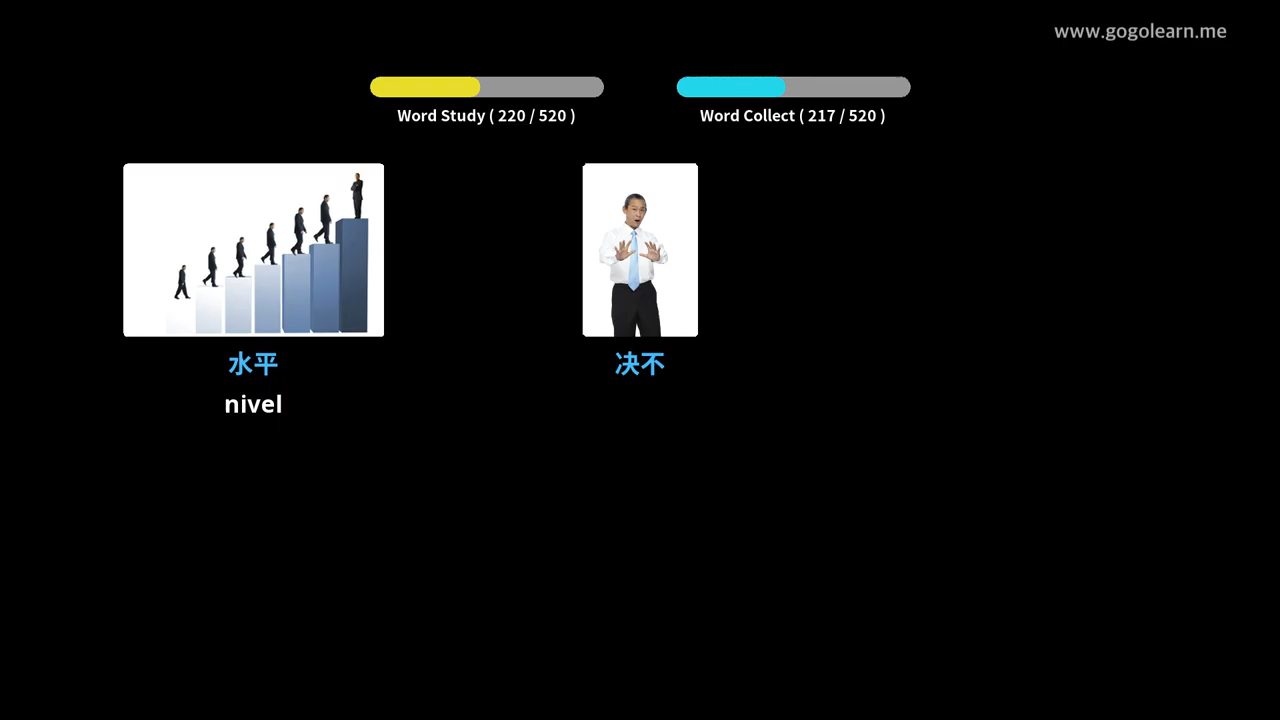 www.gogolearn.me
Word Study ( 220 / 520 )
Word Collect ( 217 / 520 )
水平
决不
nivel